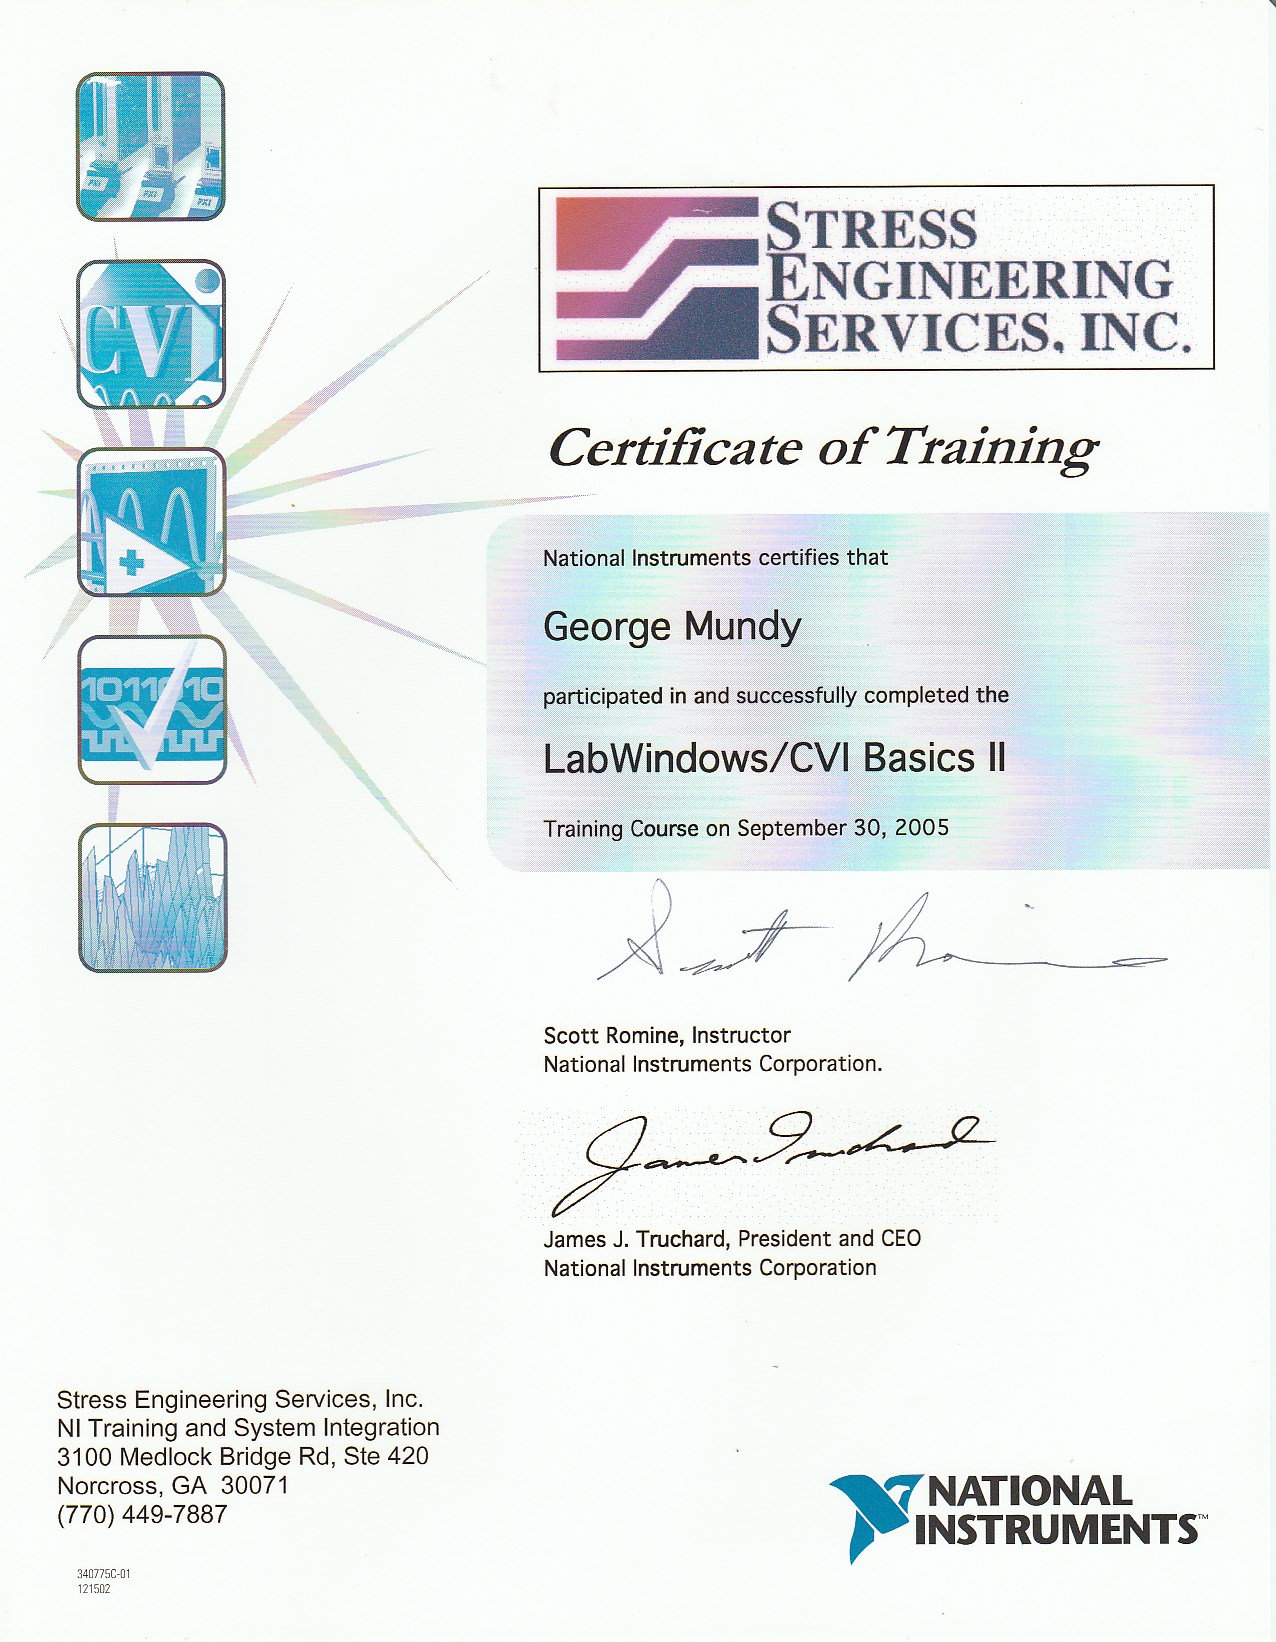 PXI
PXI
PXI
CVI
STRESS
ENGINEERING
SERVICES, INC.
Certificate of Training
National Instruments certifies that
George Mundy
participated in and successfully completed the
LabWindows/CVI Basics II
Training Course on September 30, 2005
1011010
Scott Romine
Scott Romine, Instructor
National Instruments Corporation.
James Truchard
James J. Truchard, President and CEO
National Instruments Corporation
Stress Engineering Services, Inc.
NI Training and System Integration
3100 Medlock Bridge Rd, Ste 420
Norcross, GA  30071
(770) 449-7887
NATIONAL
INSTRUMENTS™
340775C-01
121502